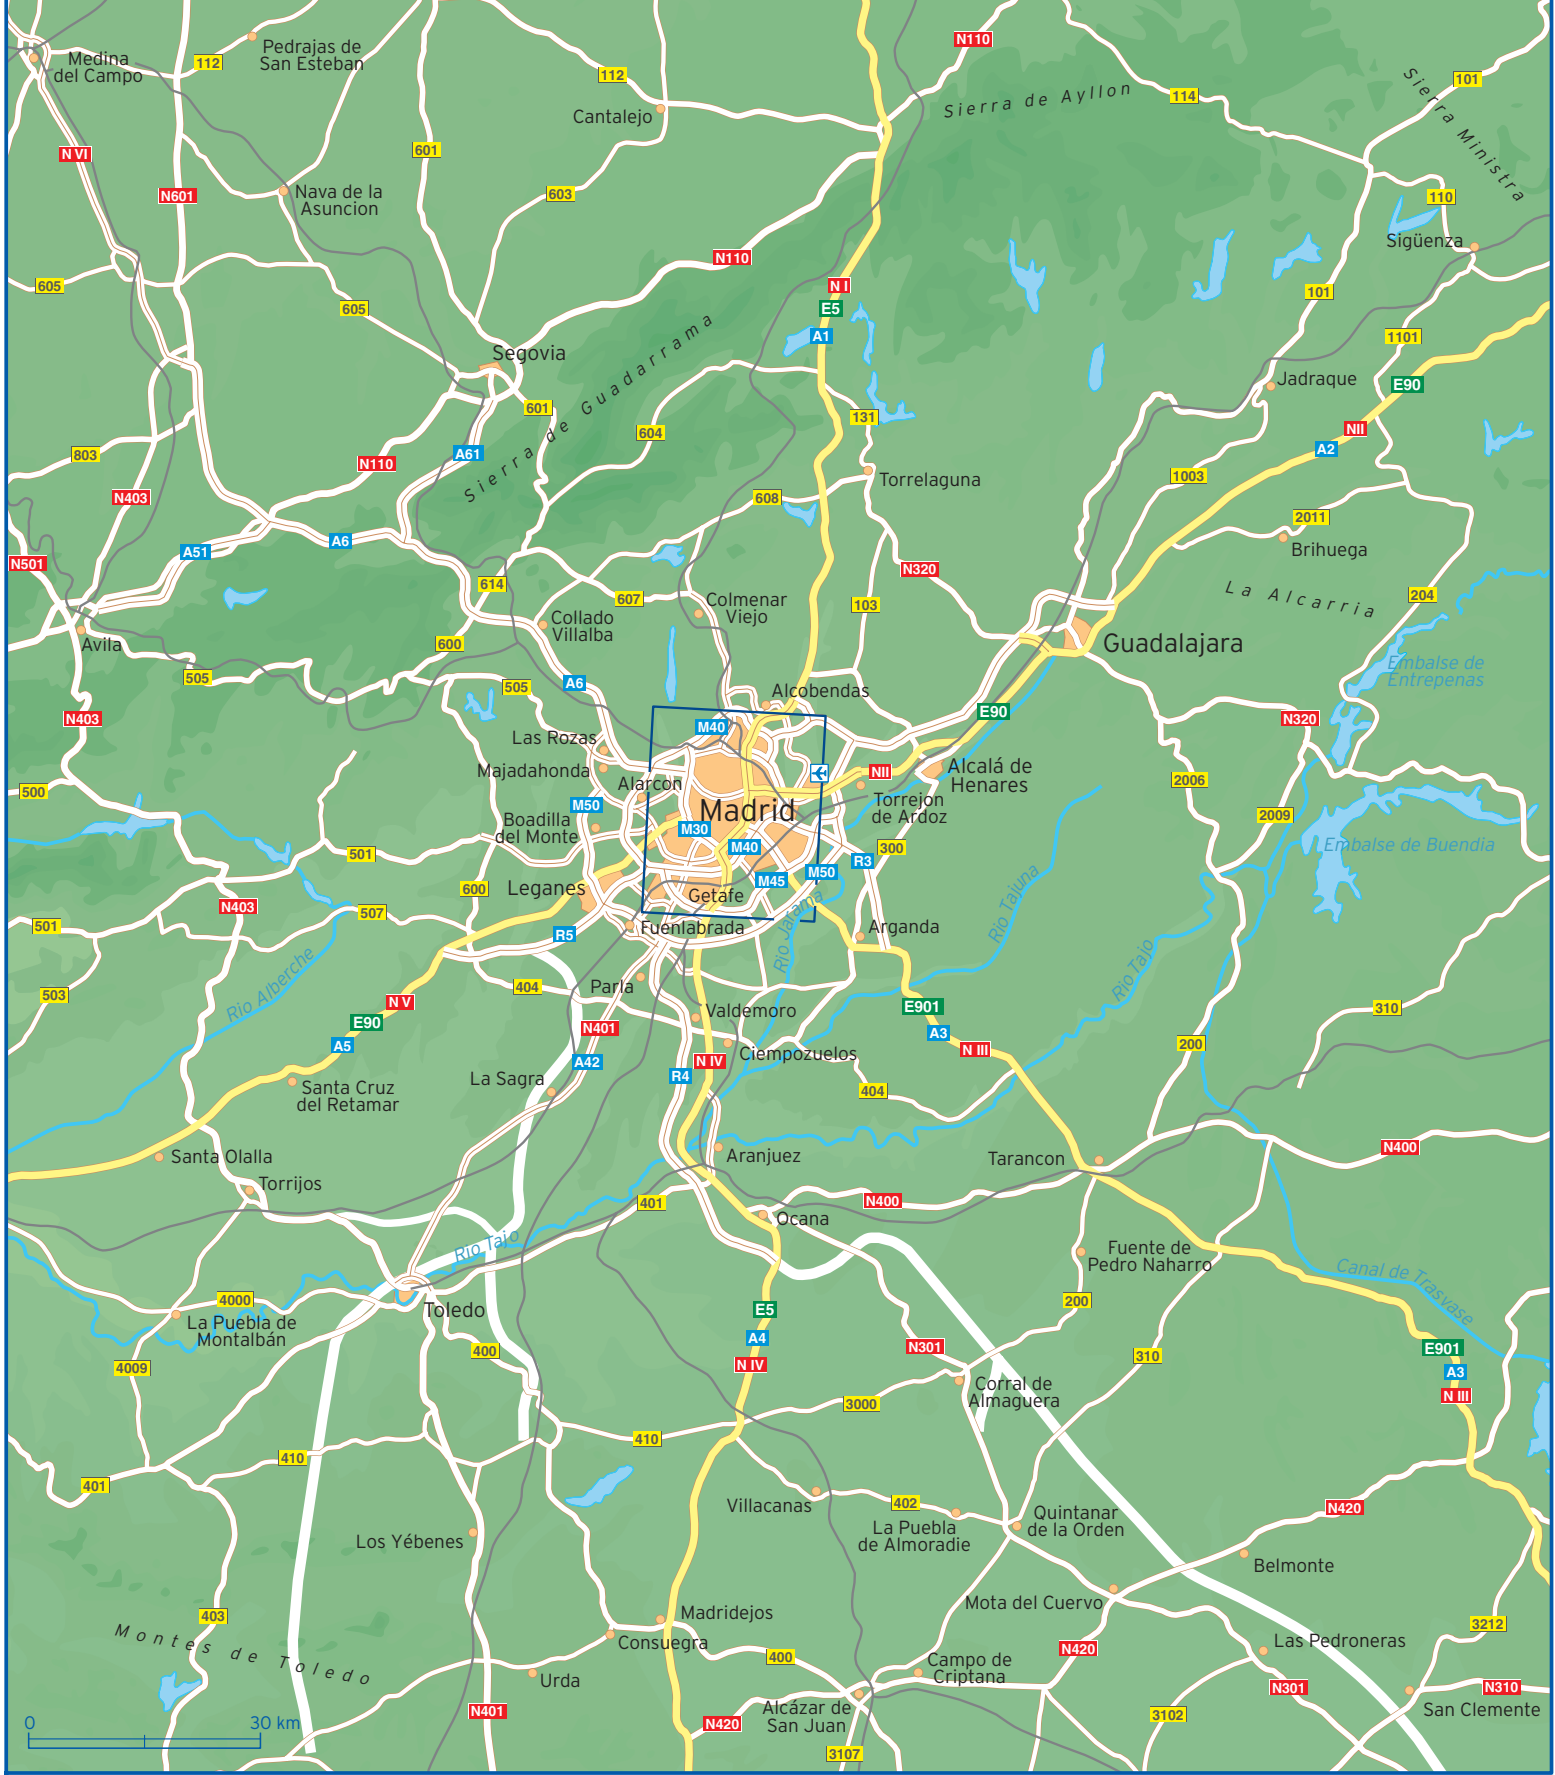 N110
Pedrajas de
San Esteban
Medina
del Campo
112
112
101
Sierra de Ayllon
114
Sierra Ministra
Cantalejo
601
N VI
N601
Nava de la
Asuncion
603
110
Sigüenza
N110
605
N I
101
605
E5
A1
1101
Segovia
Sierra de Guadarrama
Jadraque
E90
601
131
604
NII
A2
803
A61
N110
Torrelaguna
1003
N403
608
2011
A6
A51
Brihuega
N501
N320
614
607
La Alcarria
204
Colmenar
Viejo
103
Collado
Villalba
Avila
600
Guadalajara
Embalse de
Entrepenas
505
A6
505
Alcobendas
N403
E90
N320
M40
Las Rozas
Majadahonda
NII
Alcalá de
Henares
Alarcon
2006
500
M50
Torrejon
de Ardoz
Madrid
2009
Boadilla
del Monte
M30
M40
300
Embalse de Buendia
501
R3
M50
M45
Leganes
600
Getafe
N403
507
Rio Jarama
Rio Tajuna
501
R5
Fuenlabrada
Arganda
Rio Alberche
Rio Tajo
503
404
Parla
N V
E901
310
Valdemoro
E90
N401
A3
A5
N III
200
Ciempozuelos
A42
N IV
La Sagra
R4
Santa Cruz
del Retamar
404
Santa Olalla
Aranjuez
Tarancon
N400
Torrijos
401
N400
Ocana
Rio Tajo
Fuente de
Pedro Naharro
Canal de Trasvase
4000
Toledo
E5
200
La Puebla de
Montalbán
A4
400
N301
E901
4009
N IV
310
A3
Corral de
Almaguera
N III
3000
410
410
401
Villacanas
402
N420
La Puebla
de Almoradie
Quintanar
de la Orden
Los Yébenes
Belmonte
Mota del Cuervo
403
Madridejos
3212
Montes de Toledo
Consuegra
Las Pedroneras
N420
400
Campo de
Criptana
Urda
N301
N310
N401
Alcázar de
San Juan
San Clemente
0
30 km
N420
3102
3107